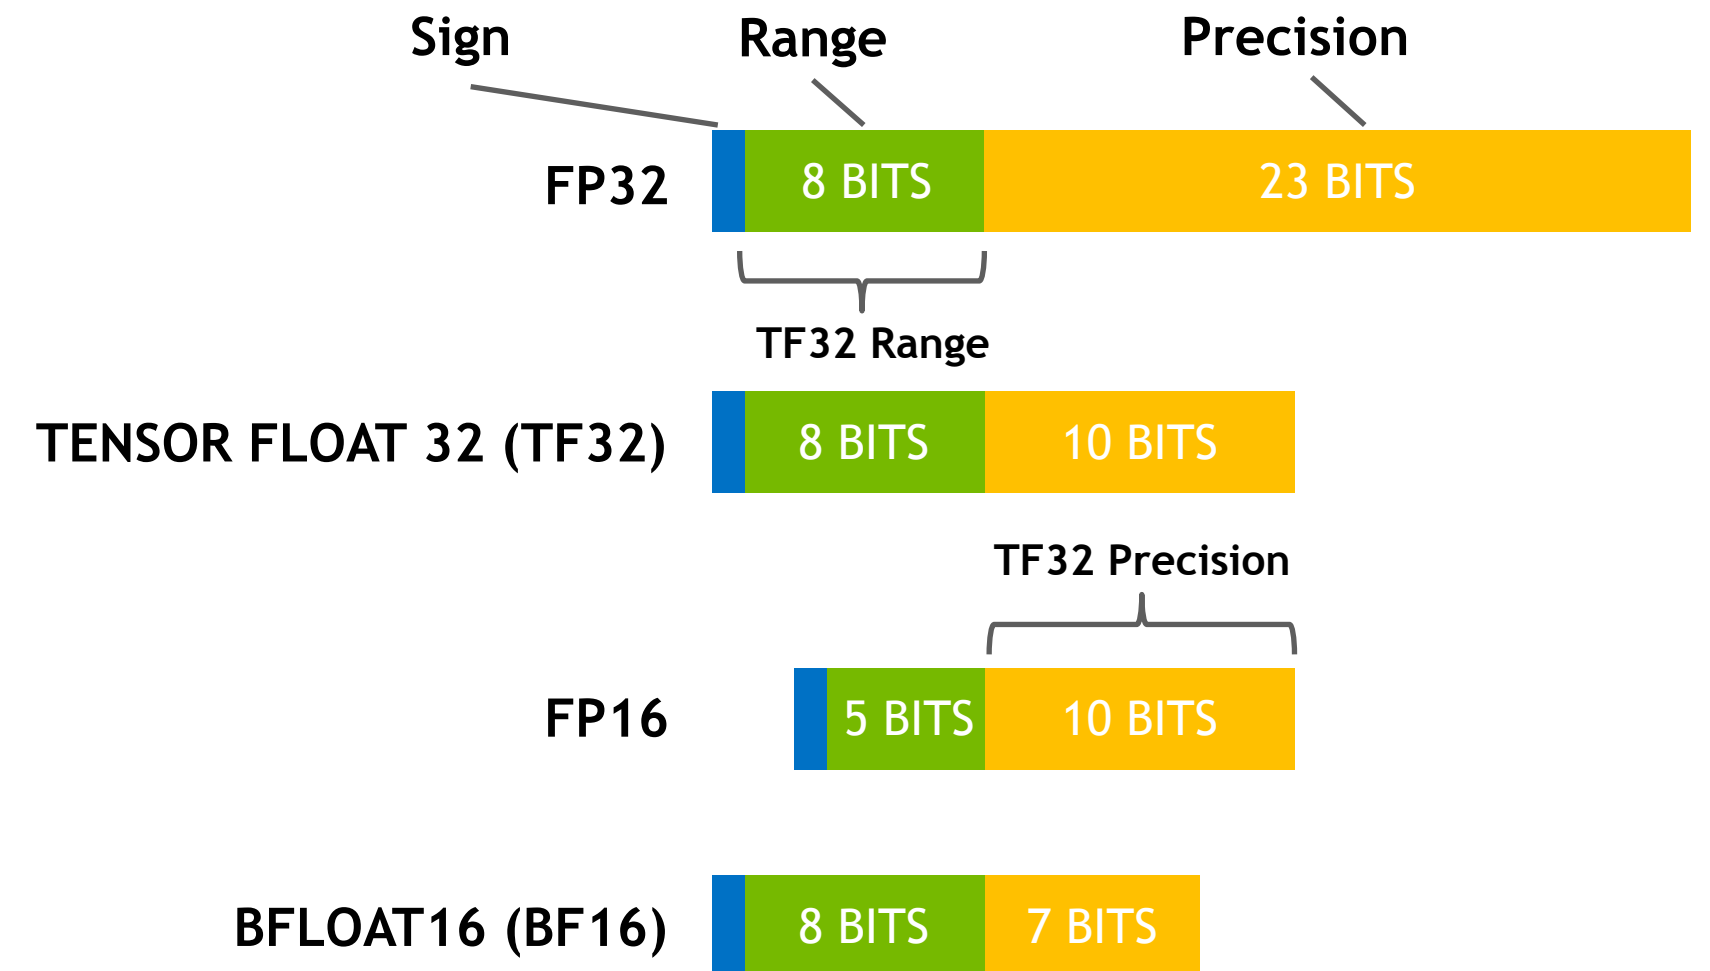 Sign Range Precision
FP32 8 BITS 23 BITS
TF32 Range
TENSOR FLOAT 32 (TF32) 8 BITS 10 BITS
TF32 Precision
FP16 5 BITS 10 BITS
BFLOAT16 (BF16) 8 BITS 7 BITS